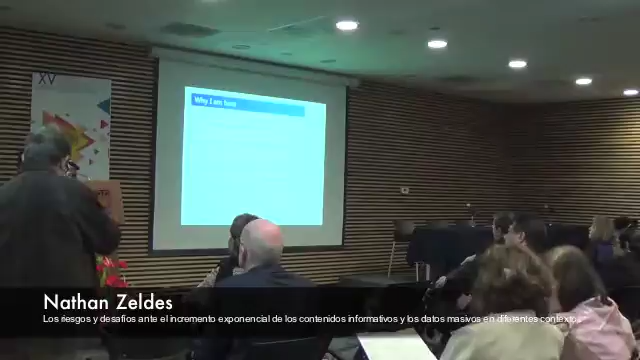 XV
Why I am here
Nathan Zeldes
Los riesgos y desafíos ante el incremento exponencial de los contenidos informativos y los datos masivos en diferentes contextos